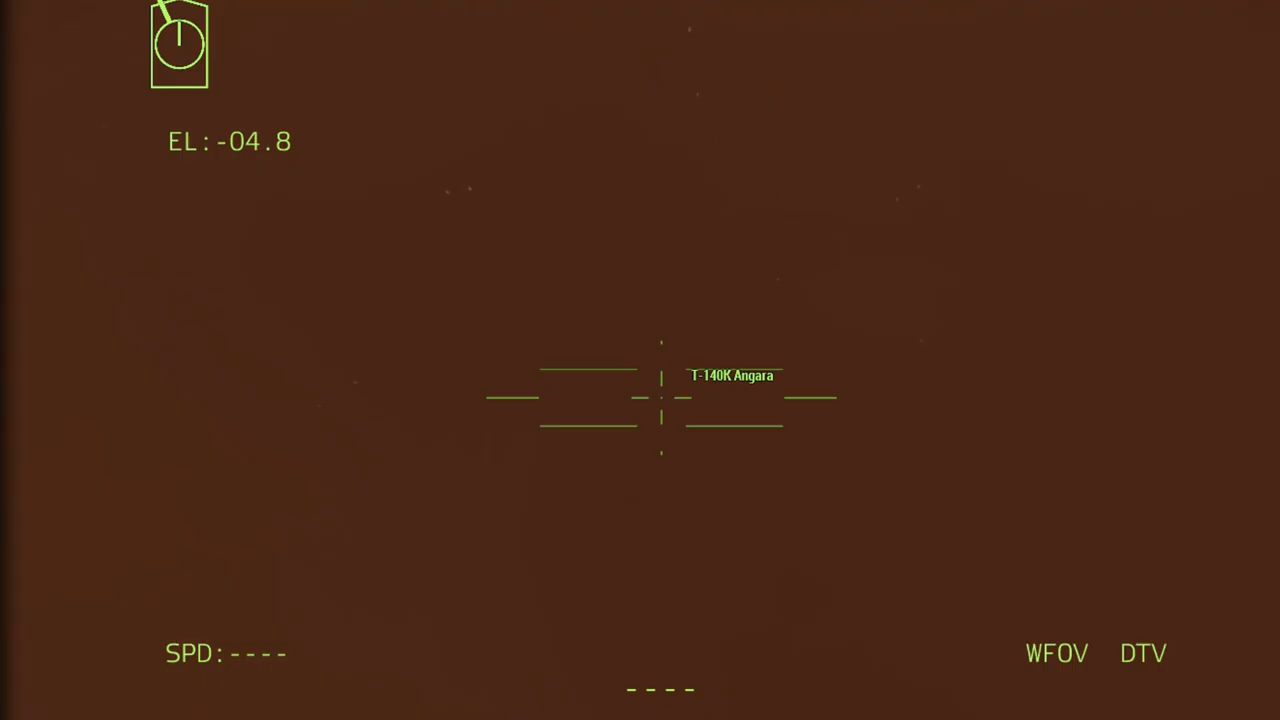 EL:-04.8
T-140K Angara
SPD:----
WFOV DTV
----